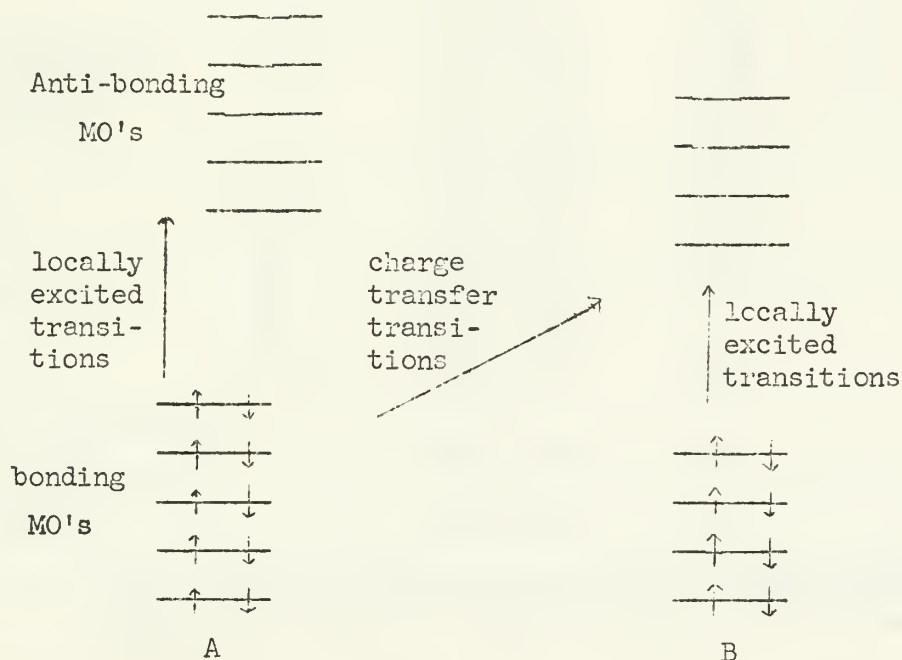 Anti-bonding
MO's
locally
excited
transi-
tions
charge
transfer
transi-
tions
locally
excited
transitions
bonding
MO's
A
B